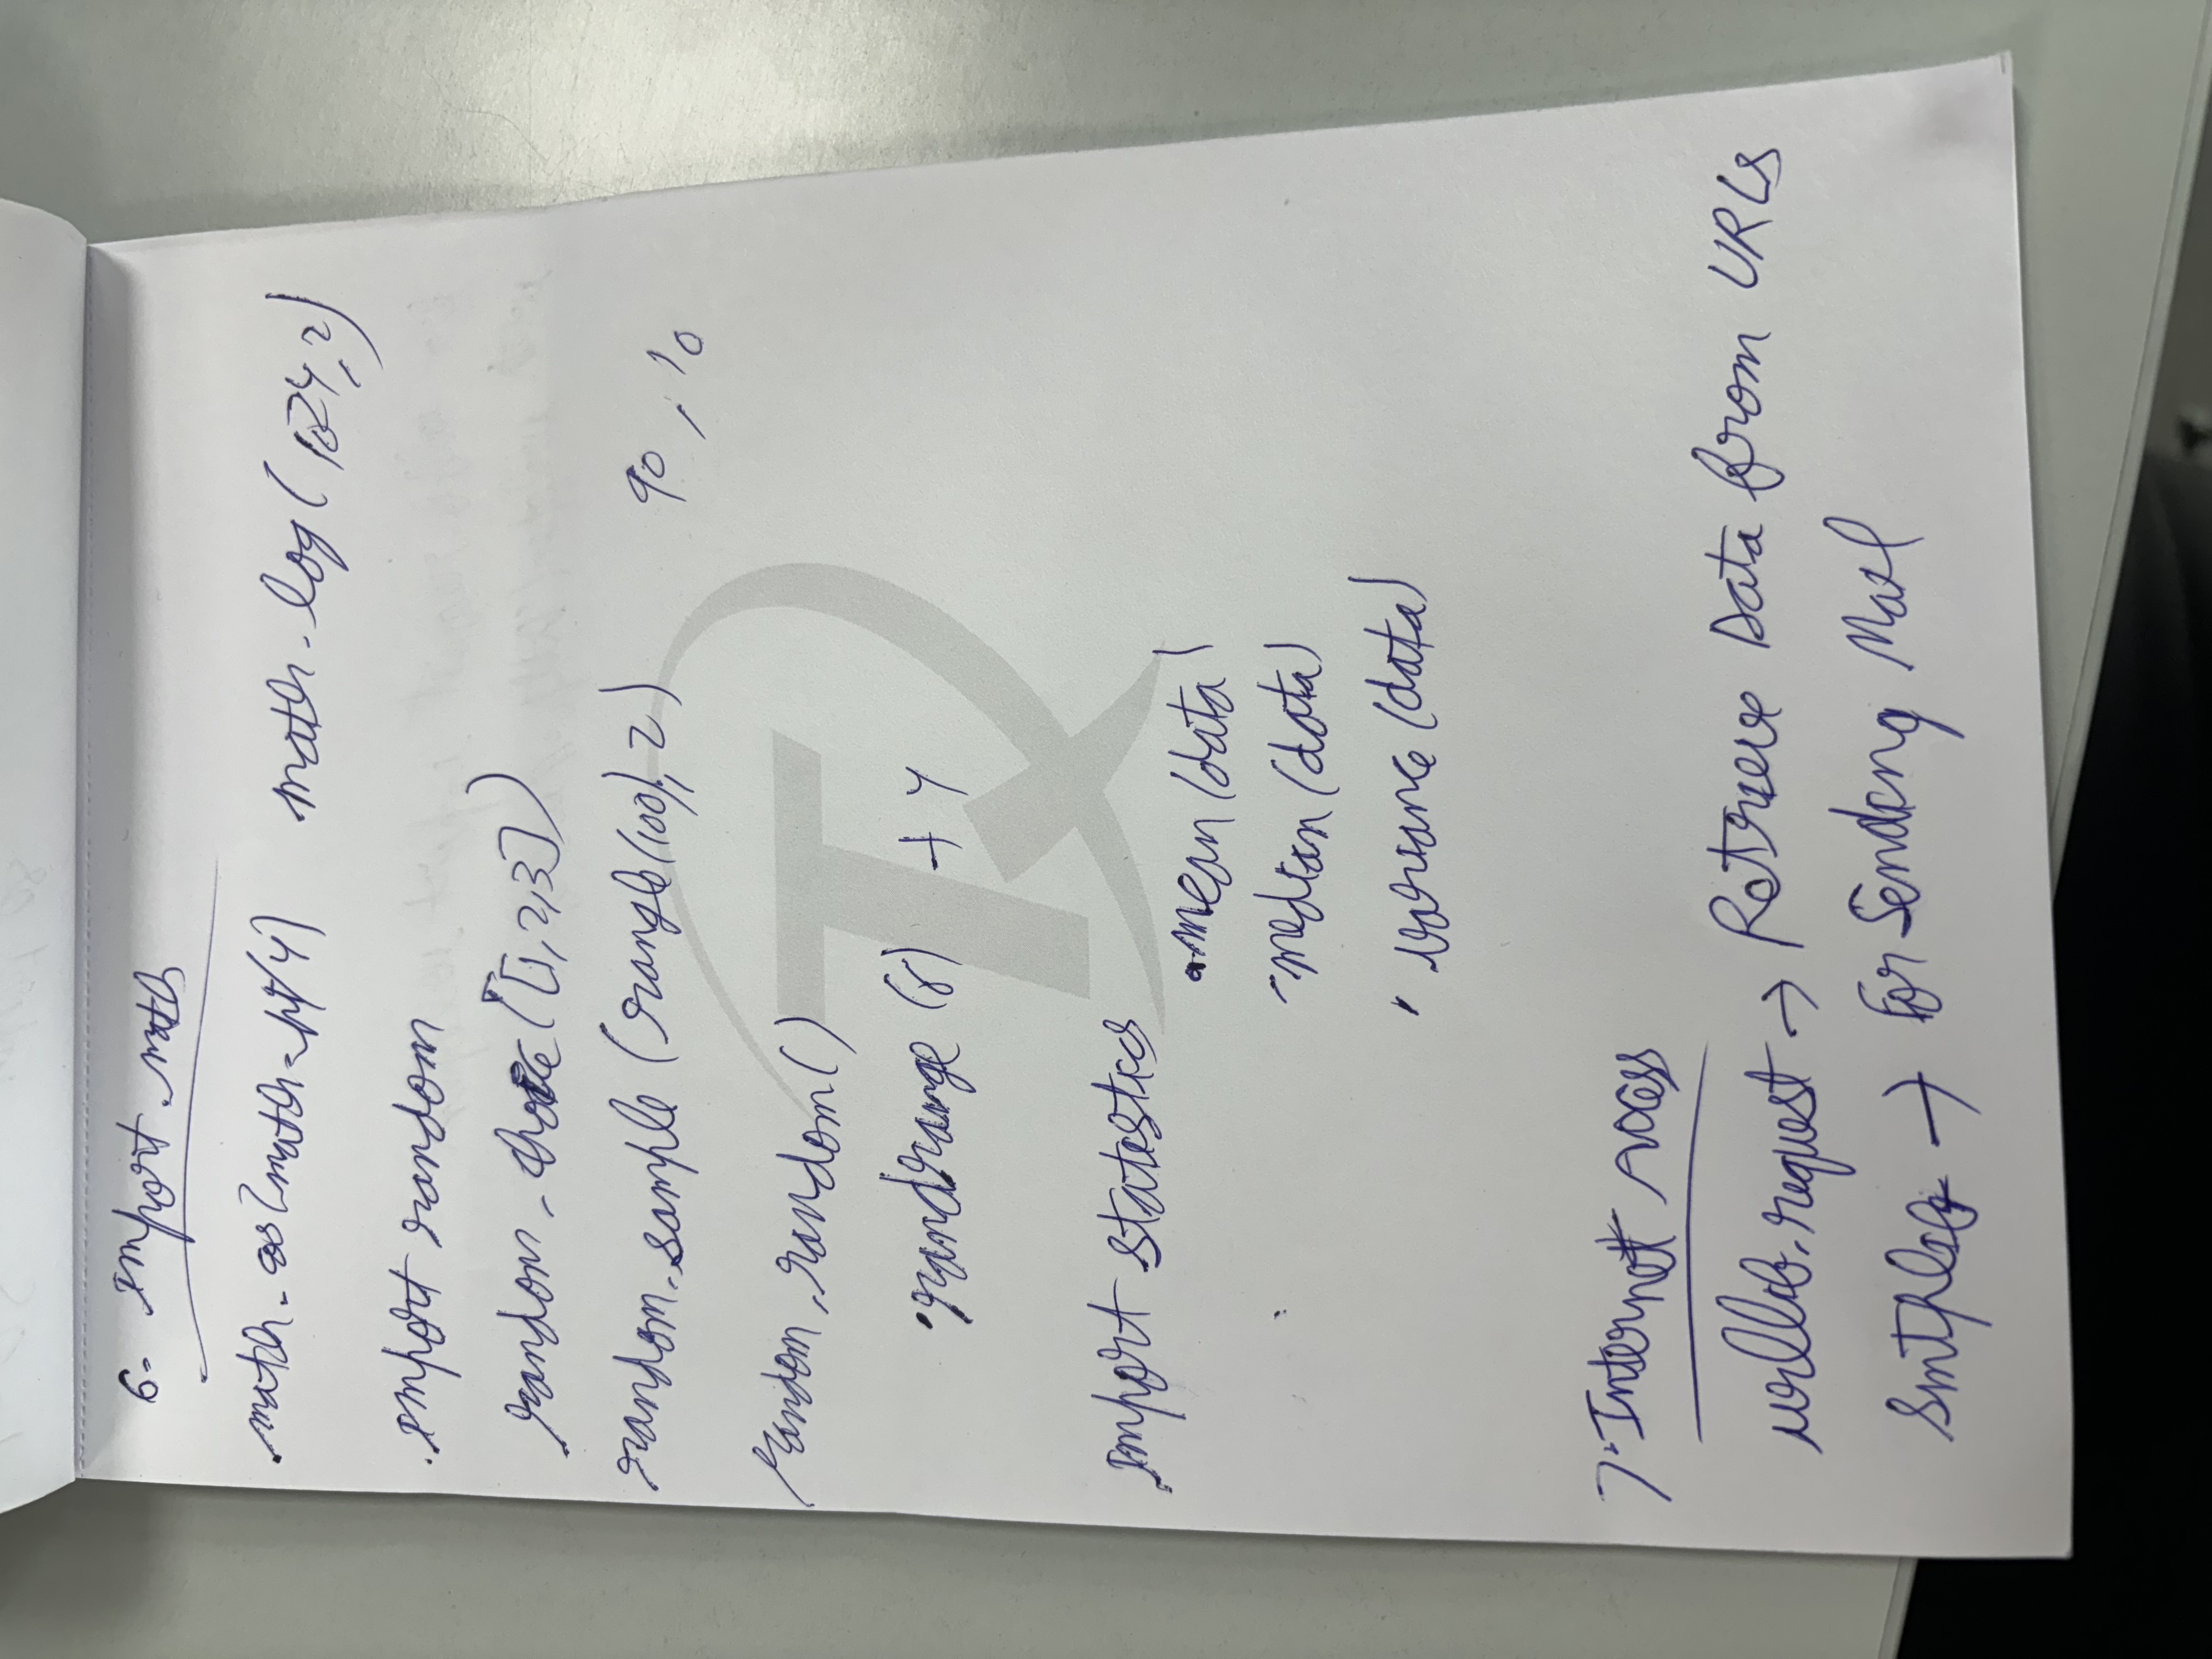 6. Import math
. math. cos(math.pi/4) math.log(1024,2)
. import random
random. choice([1,2,3])
random.sample (range(100), 2) 90, 10
random.random()
.randrange (8) + 4
import statistics
. mean(data)
. median(data)
. variance(data)
7. Internet Access
urllib.request → Retrieve Data from URLs
smtplib → For Sending Mail
TX